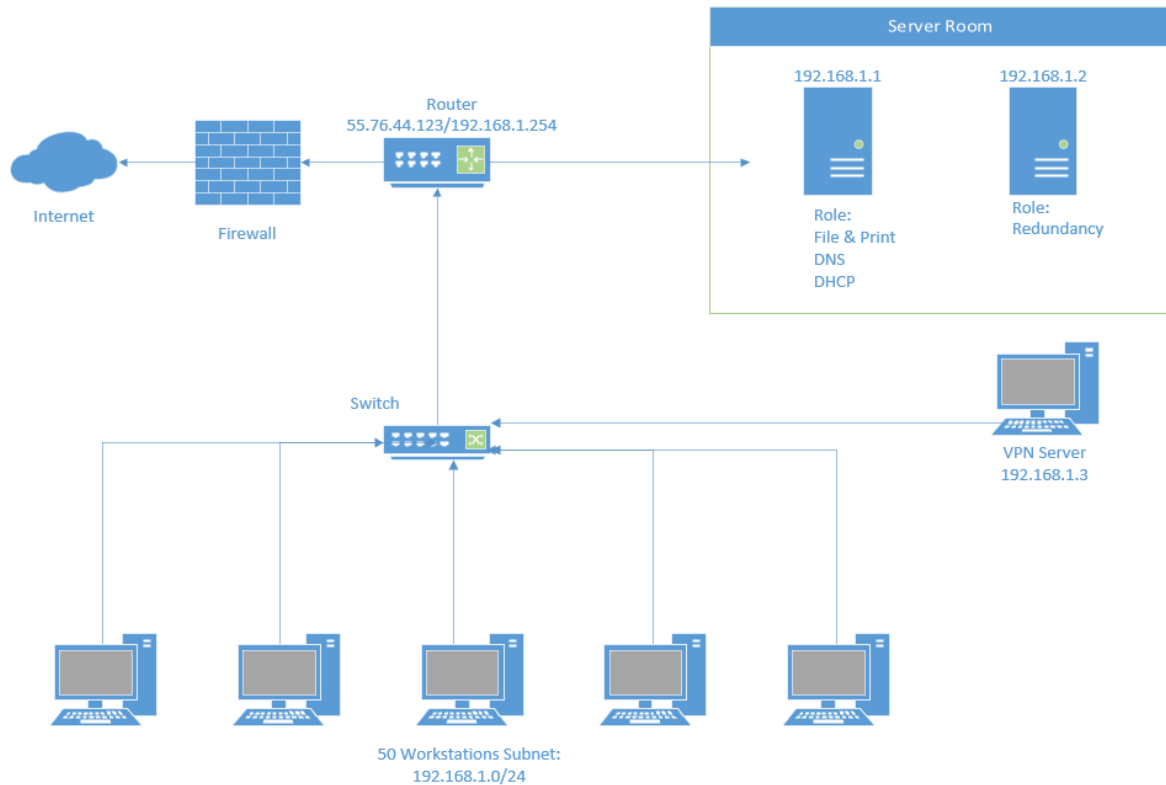 Server Room
192.168.1.1
192.168.1.2
Router
55.76.44.123/192.168.1.254
Internet
Firewall
Role:
File & Print
DNS
DHCP
Role:
Redundancy
Switch
VPN Server
192.168.1.3
50 Workstations Subnet:
192.168.1.0/24